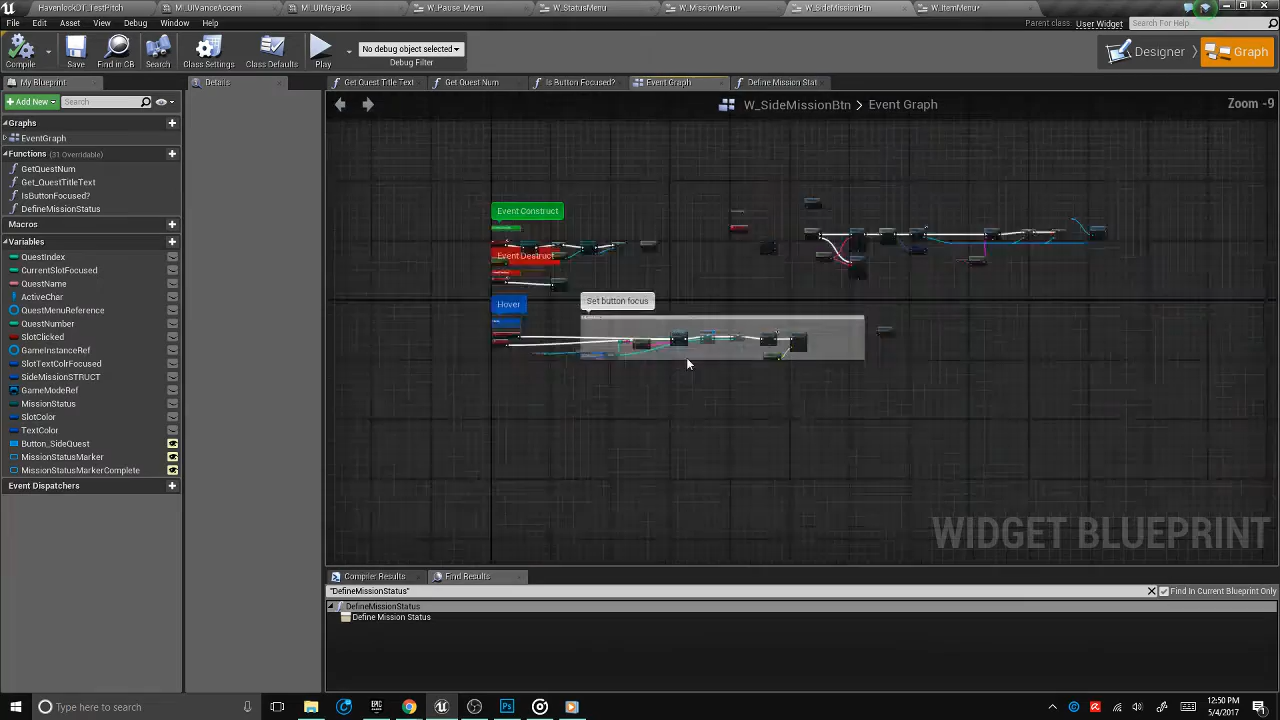 HavenlockDT_TestPitch
M_UIVanceAccent
M_UIMayaBG
W_Pause_Menu
W_StatusMenu
W_MissionMenu*
W_SideMissionBtn
W_ItemMenu*
File Edit Asset View Debug Window Help
Parent class: User Widget
Search For Help
Compile
Save
Find in CB
Search
Class Settings
Class Defaults
Play
No debug object selected
Debug Filter
Designer
Graph
My Blueprint
Details
Get Quest Title Text
Get Quest Num
Is Button Focused?
Event Graph
Define Mission Stat
Add New
Search
W_SideMissionBtn > Event Graph
Zoom -9
Graphs
EventGraph
Functions (31 Overridable)
GetQuestNum
Get_QuestTitleText
IsButtonFocused?
DefineMissionStatus
Macros
Variables
QuestIndex
CurrentSlotFocused
QuestName
ActiveChar
QuestMenuReference
QuestNumber
SlotClicked
GameInstanceRef
SlotTextColrFocused
SideMissionSTRUCT
GameModeRef
MissionStatus
SlotColor
TextColor
Button_SideQuest
MissionStatusMarker
MissionStatusMarkerComplete
Event Dispatchers
Event Construct
Event Destruct
Hover
Set button focus
WIDGET BLUEPRINT
Compiler Results
Find Results
"DefineMissionStatus"
Find In Current Blueprint Only
DefineMissionStatus
Define Mission Status
Type here to search
12:50 PM
5/4/2017